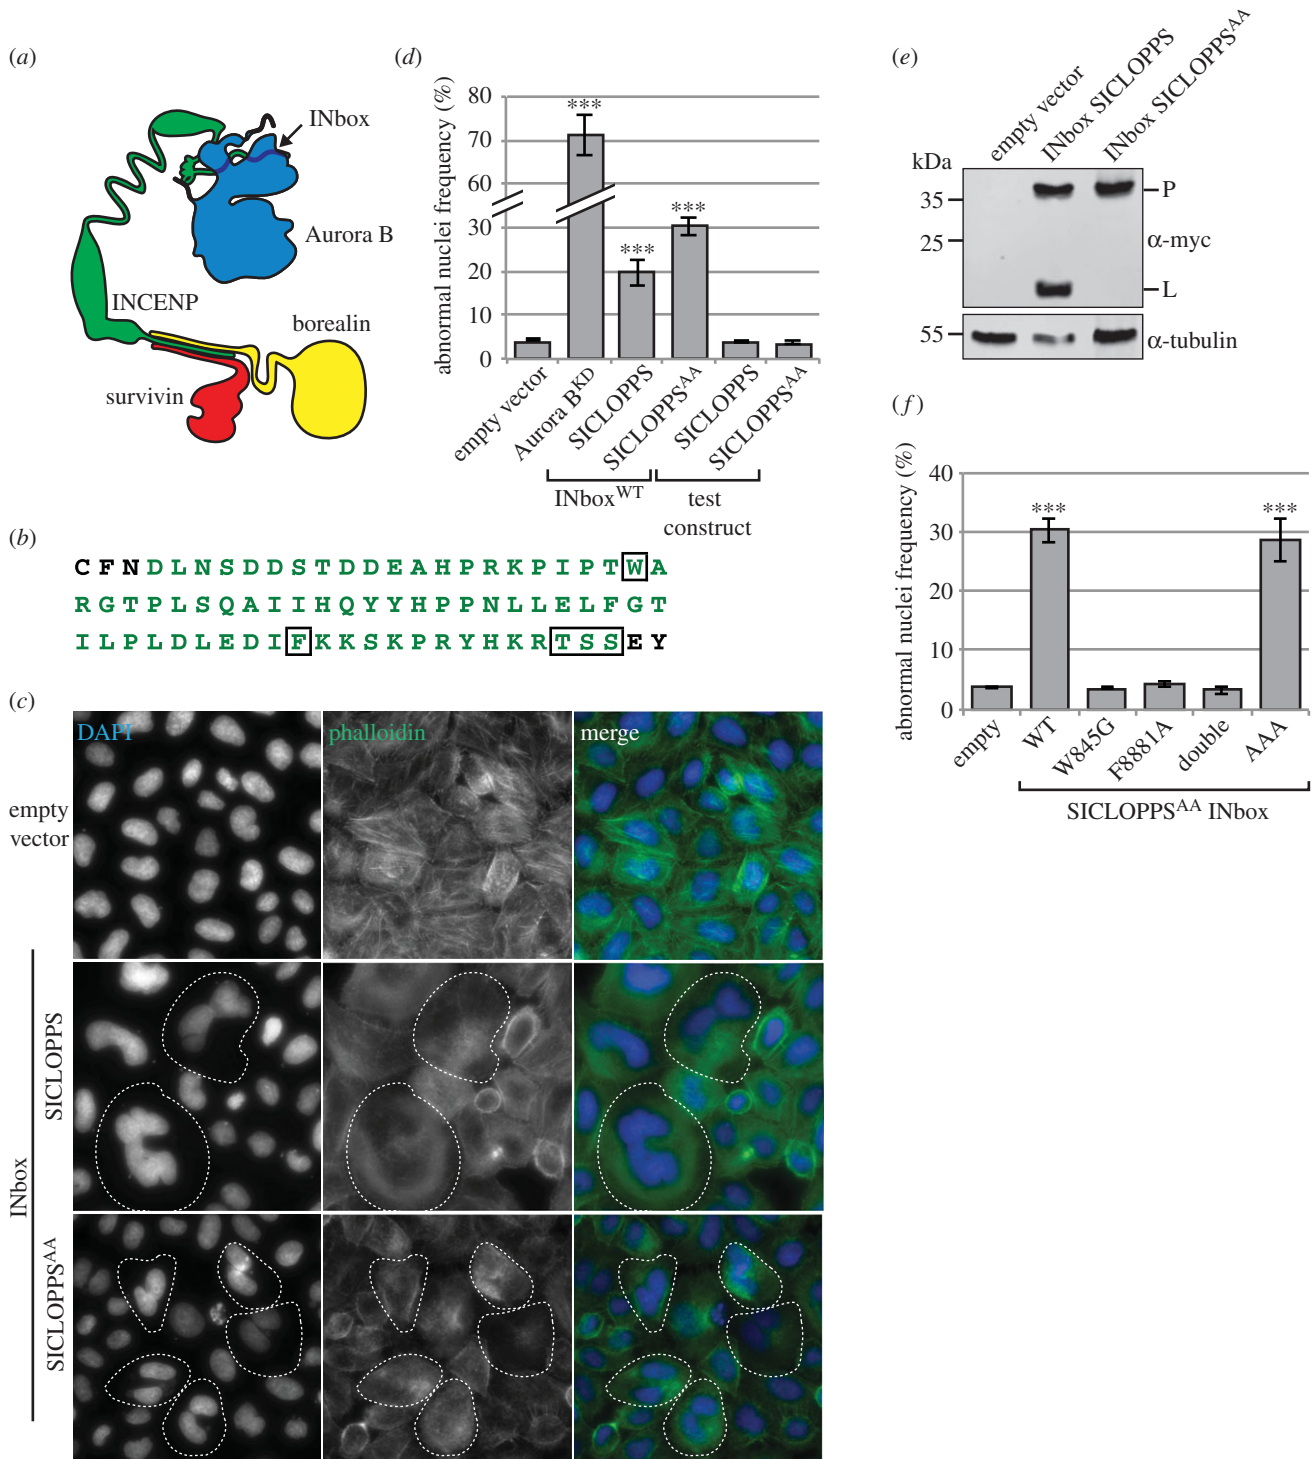 (a)
INbox
Aurora B
INCENP
borealin
survivin
(b)
CFNDLNSDDSTDDEAHPRKPIPTWA
RGTPLSQAIIHQYYHPPNLLELFGT
ILPLDLEDIFKKSKPRYHKRTSSEY
(c)
DAPI phalloidin merge
empty
vector
INbox
SICLOPPS
SICLOPPSAA
(d)
abnormal nuclei frequency (%)
80
70
60
30
20
10
0
***
***
***
empty vector
Aurora BKD
SICLOPPS
SICLOPPSAA
SICLOPPS
SICLOPPSAA
INboxWT
test
construct
(e)
empty vector
INbox SICLOPPS
INbox SICLOPPSAA
kDa
35
25
55
P
α-myc
L
α-tubulin
(f)
abnormal nuclei frequency (%)
40
30
20
10
0
***
***
empty
WT
W845G
F8881A
double
AAA
SICLOPPSAA INbox